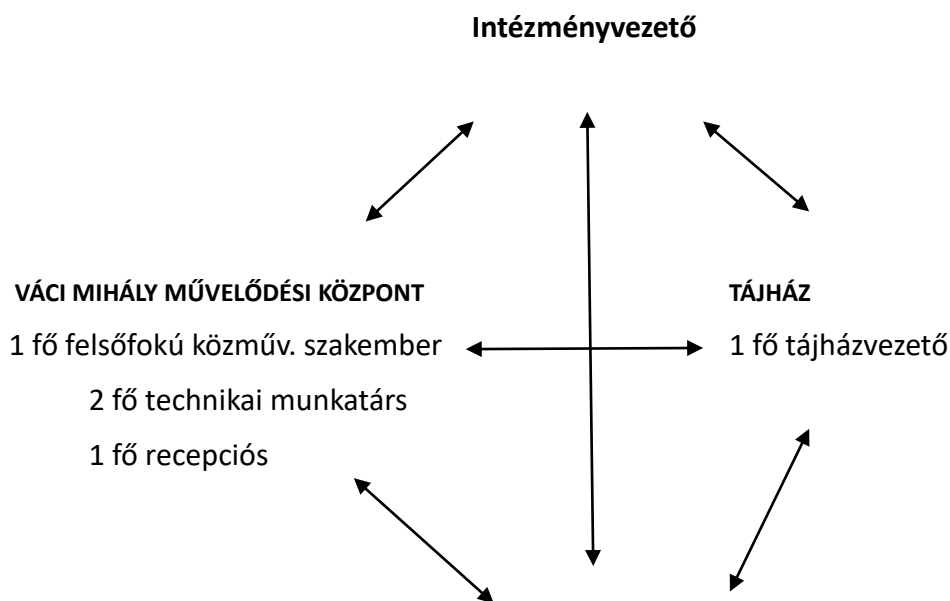 Intézményvezető
VÁCI MIHÁLY MŰVELŐDÉSI KÖZPONT
1 fő felsőfokú közműv. szakember
2 fő technikai munkatárs
1 fő recepciós
TÁJHÁZ
1 fő tájházvezető